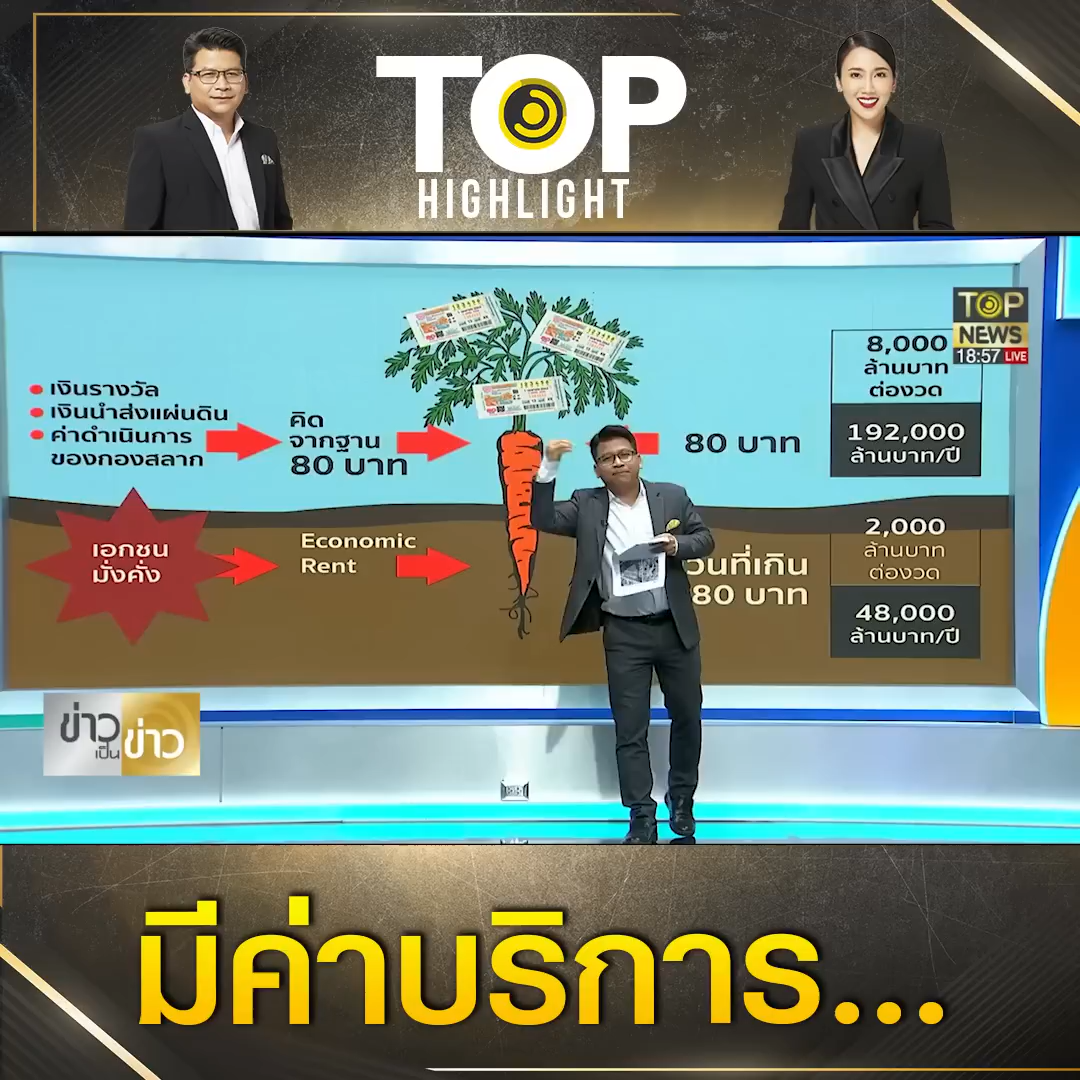 TOP
HIGHLIGHT
TOP
NEWS
18:57 LIVE
เงินรางวัล
เงินนำส่งแผ่นดิน
ค่าดำเนินการ
ของกองสลาก
คิด
จากฐาน
80 บาท
80 บาท
8,000
ล้านบาท
ต่องวด
192,000
ล้านบาท/ปี
เอกชน
มั่งคั่ง
Economic
Rent
วนที่เกิน
80 บาท
2,000
ล้านบาท
ต่องวด
48,000
ล้านบาท/ปี
ข่าว
เป็น
ข่าว
มีค่าบริการ...